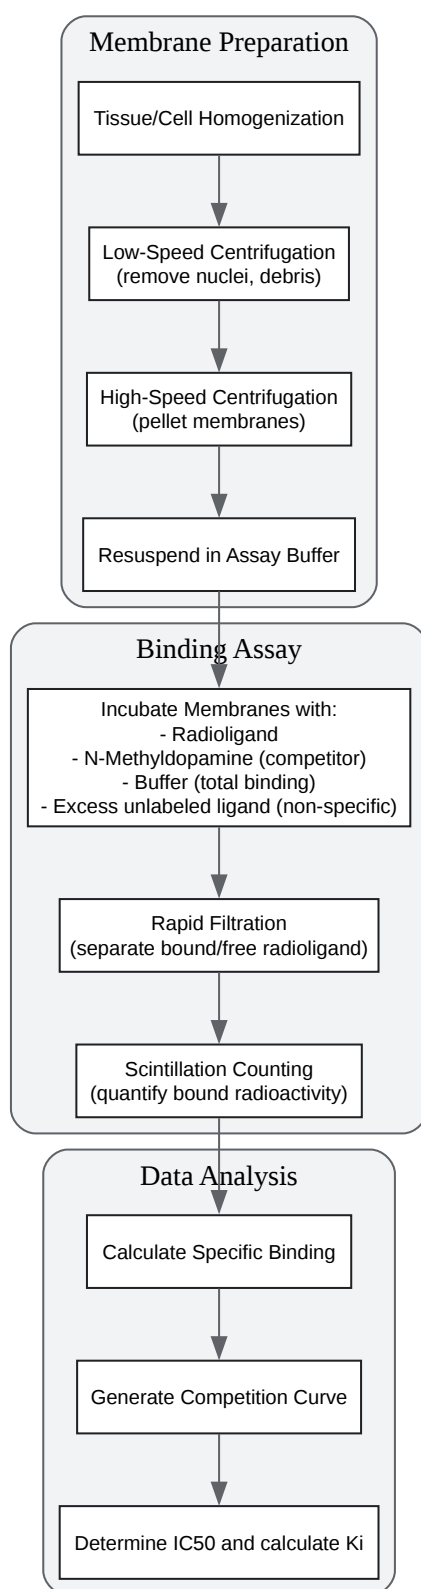 Membrane Preparation
Tissue/Cell Homogenization
Low-Speed Centrifugation
(remove nuclei, debris)
High-Speed Centrifugation
(pellet membranes)
Resuspend in Assay Buffer
Binding Assay
Incubate Membranes with:
- Radioligand
- N-Methyldopamine (competitor)
- Buffer (total binding)
- Excess unlabeled ligand (non-specific)
Rapid Filtration
(separate bound/free radioligand)
Scintillation Counting
(quantify bound radioactivity)
Data Analysis
Calculate Specific Binding
Generate Competition Curve
Determine IC50 and calculate Ki